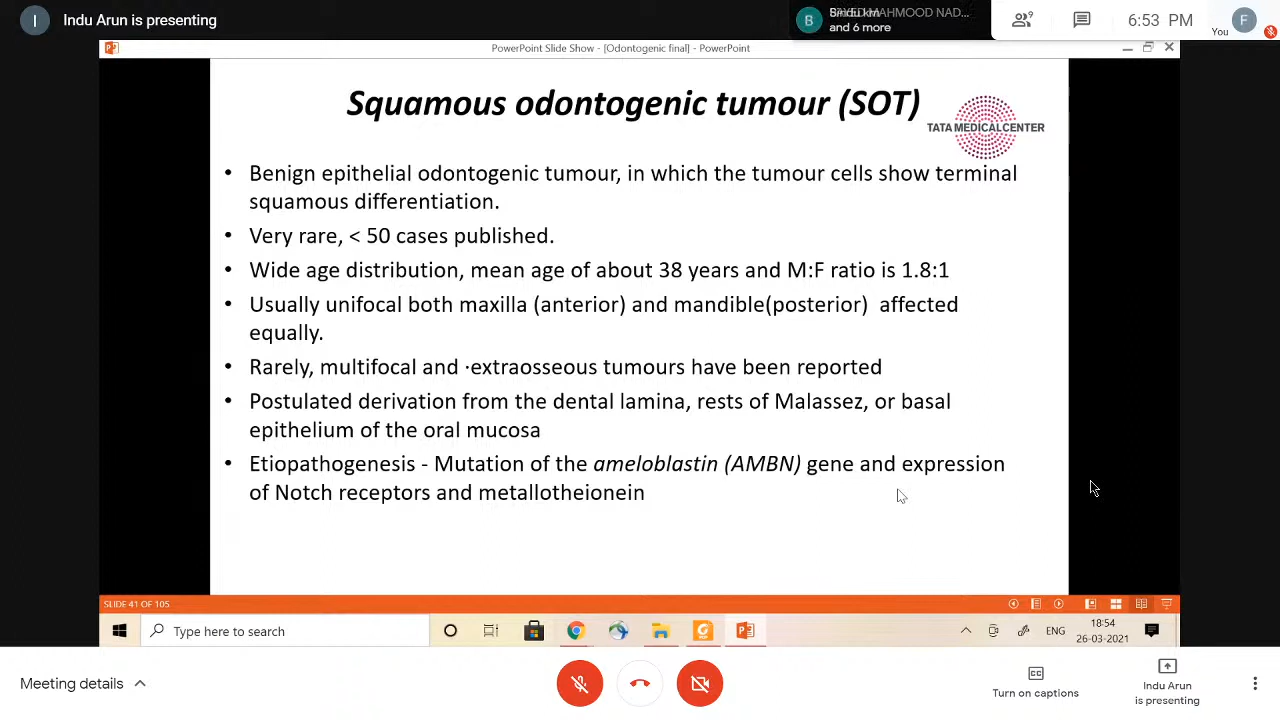 I
Indu Arun is presenting
B
and 6 more
9
6:53 PM
You
F
PowerPoint Slide Show - [Odontogenic final] - PowerPoint
Squamous odontogenic tumour (SOT)
TATA MEDICAL CENTER
• Benign epithelial odontogenic tumour, in which the tumour cells show terminal
squamous differentiation.
• Very rare, < 50 cases published.
• Wide age distribution, mean age of about 38 years and M:F ratio is 1.8:1
• Usually unifocal both maxilla (anterior) and mandible(posterior) affected
equally.
• Rarely, multifocal and ·extraosseous tumours have been reported
• Postulated derivation from the dental lamina, rests of Malassez, or basal
epithelium of the oral mucosa
• Etiopathogenesis - Mutation of the ameloblastin (AMBN) gene and expression
of Notch receptors and metallotheionein
SLIDE 41 OF 105
Type here to search
ENG
18:54
26-03-2021
Meeting details
CC
Turn on captions
Indu Arun
is presenting